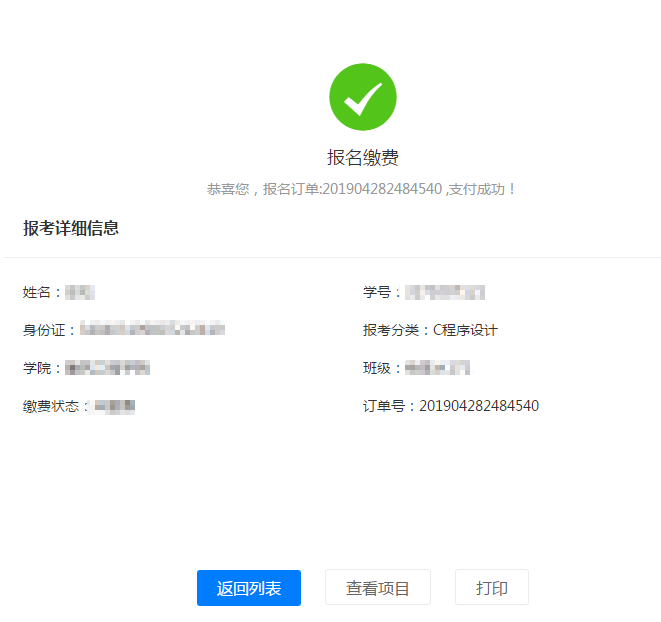 报名缴费
恭喜您，报名订单:201904282484540 ,支付成功！
报考详细信息
姓名：
学号：
身份证：
报考分类：C程序设计
学院：
班级：
缴费状态：
订单号：201904282484540
返回列表
查看项目
打印